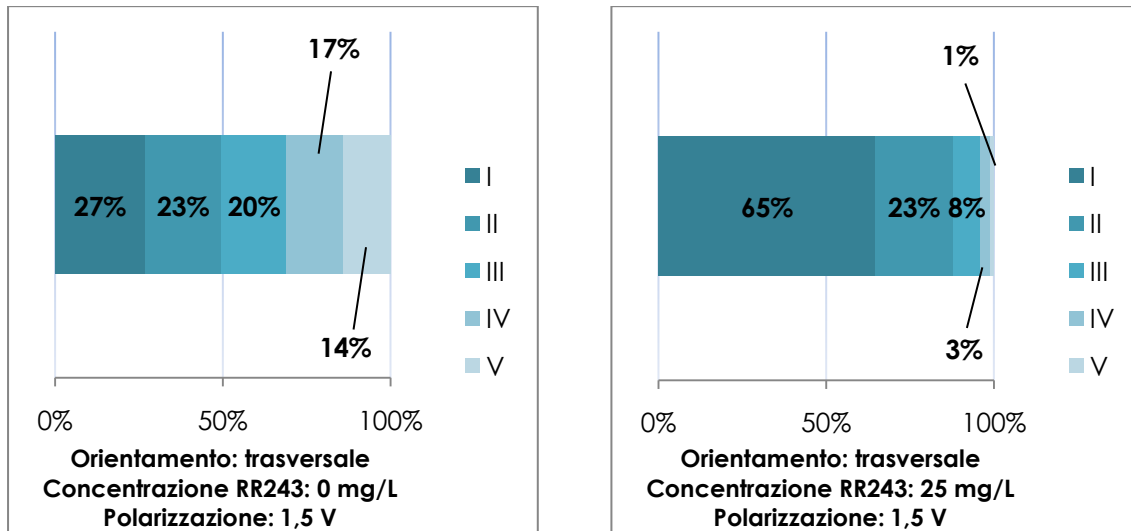 17%
27%
23%
20%
14%
I
II
III
IV
V
0%
50%
100%
Orientamento: trasversale
Concentrazione RR243: 0 mg/L
Polarizzazione: 1,5 V
1%
65%
23%
8%
3%
I
II
III
IV
V
0%
50%
100%
Orientamento: trasversale
Concentrazione RR243: 25 mg/L
Polarizzazione: 1,5 V